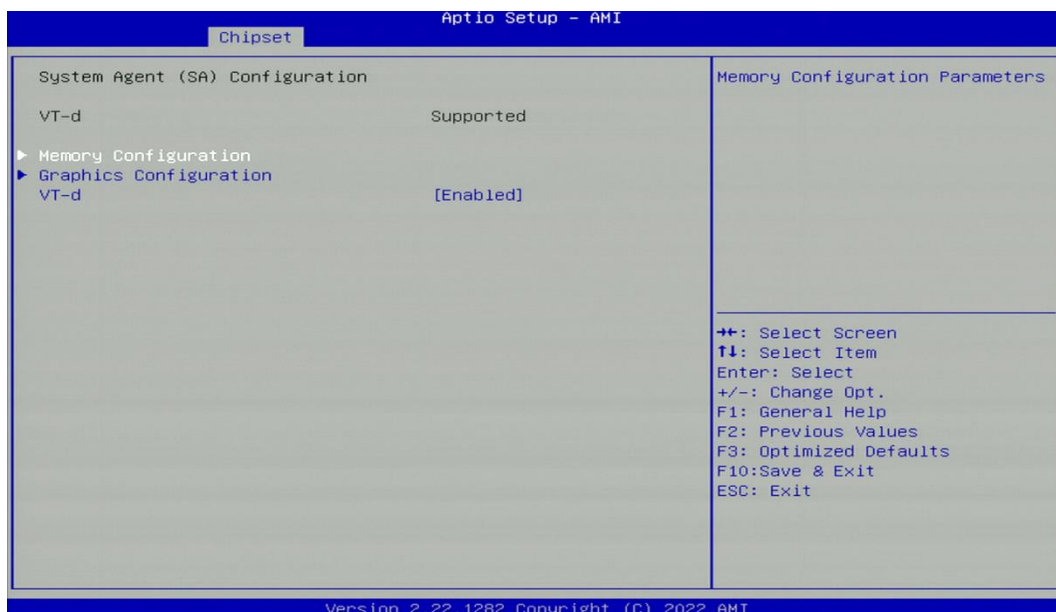 Aptio Setup – AMI
Chipset
System Agent (SA) Configuration
VT-d Supported
▶ Memory Configuration
▶ Graphics Configuration
VT-d [Enabled]
Memory Configuration Parameters
→←: Select Screen
↑↓: Select Item
Enter: Select
+/-: Change Opt.
F1: General Help
F2: Previous Values
F3: Optimized Defaults
F10:Save & Exit
ESC: Exit
Version 2.22.1282 Copyright (C) 2022 AMI